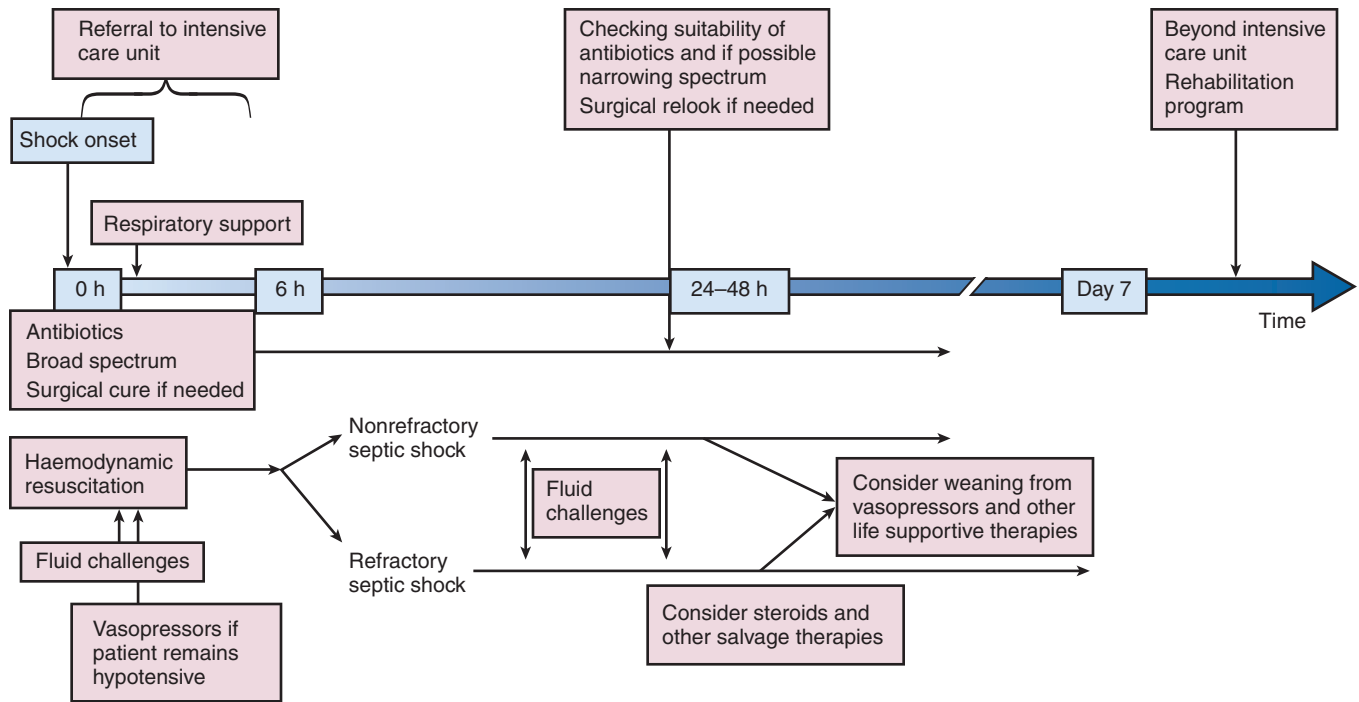 Referral to intensive
care unit
Checking suitability of
antibiotics and if possible
narrowing spectrum
Surgical relook if needed
Beyond intensive
care unit
Rehabilitation
program
Shock onset
Respiratory support
0 h
6 h
24–48 h
Day 7
Time
Antibiotics
Broad spectrum
Surgical cure if needed
Haemodynamic
resuscitation
Nonrefractory
septic shock
Fluid
challenges
Consider weaning from
vasopressors and other
life supportive therapies
Fluid challenges
Refractory
septic shock
Vasopressors if
patient remains
hypotensive
Consider steroids and
other salvage therapies